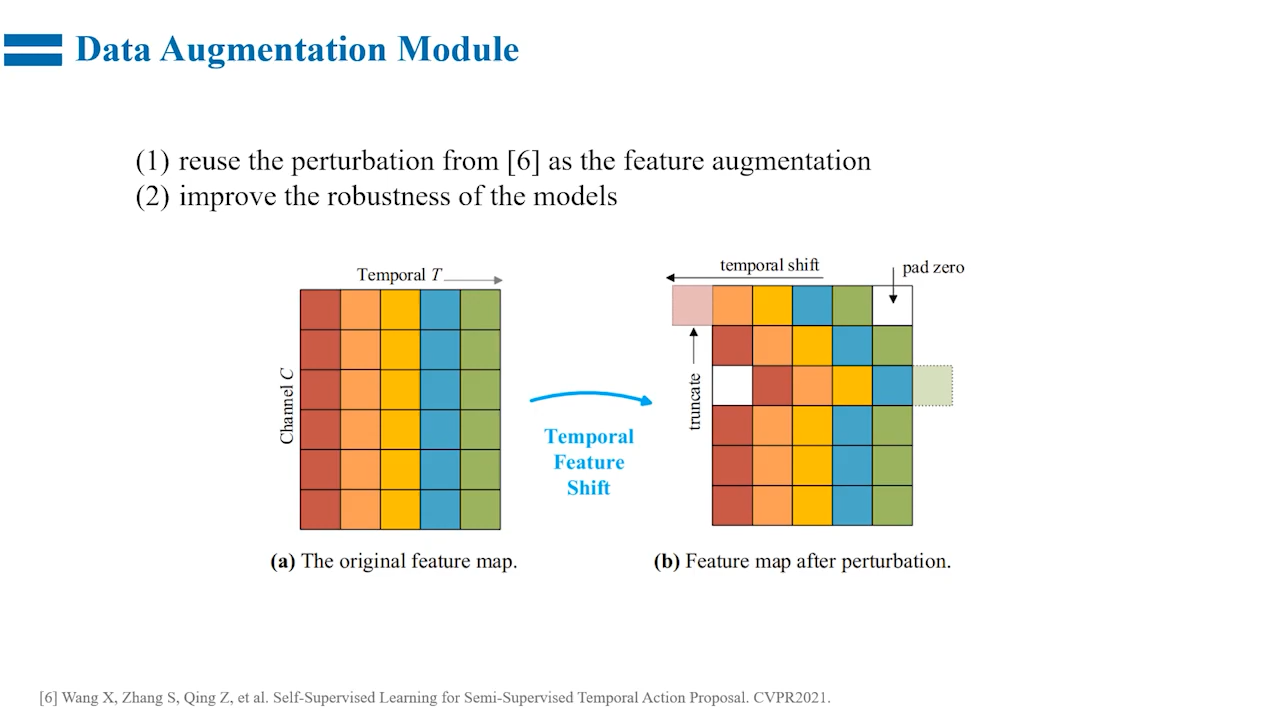 Data Augmentation Module
(1) reuse the perturbation from [6] as the feature augmentation
(2) improve the robustness of the models
Temporal T
Channel C
Temporal
Feature
Shift
temporal shift
pad zero
truncate
(a) The original feature map.
(b) Feature map after perturbation.
[6] Wang X, Zhang S, Qing Z, et al. Self-Supervised Learning for Semi-Supervised Temporal Action Proposal. CVPR2021.